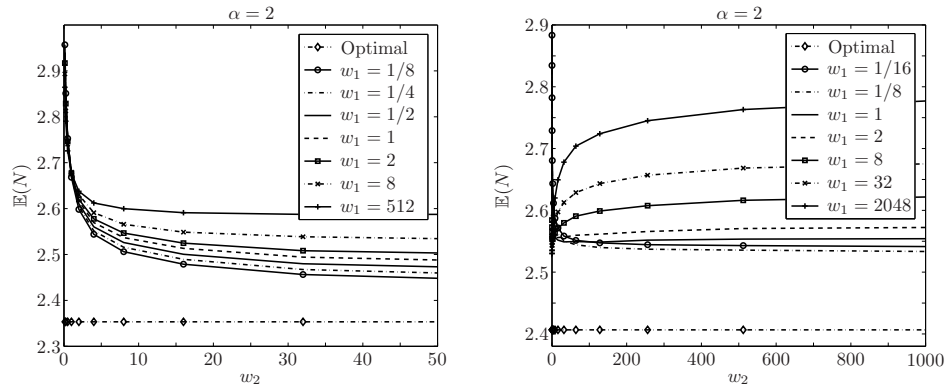 α = 2
2.9
2.8
2.7
2.6
2.5
2.4
2.3
𝔼(N)
0
10
20
30
40
50
w₂
Optimal
w₁ = 1/8
w₁ = 1/4
w₁ = 1/2
w₁ = 1
w₁ = 2
w₁ = 8
w₁ = 512
α = 2
2.9
2.8
2.7
2.6
2.5
2.4
𝔼(N)
0
200
400
600
800
1000
w₂
Optimal
w₁ = 1/16
w₁ = 1/8
w₁ = 1
w₁ = 2
w₁ = 8
w₁ = 32
w₁ = 2048